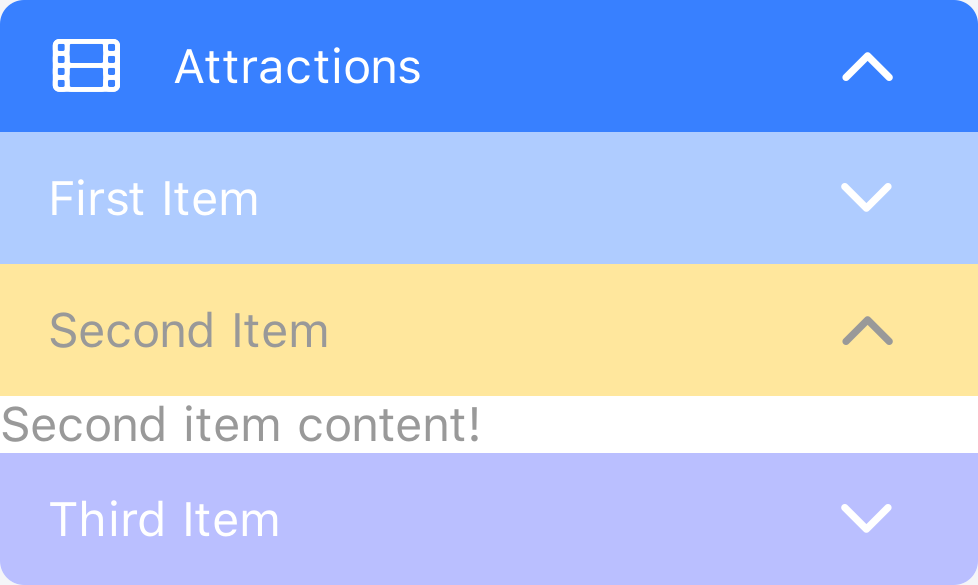 Attractions
First Item
Second Item
Second item content!
Third Item